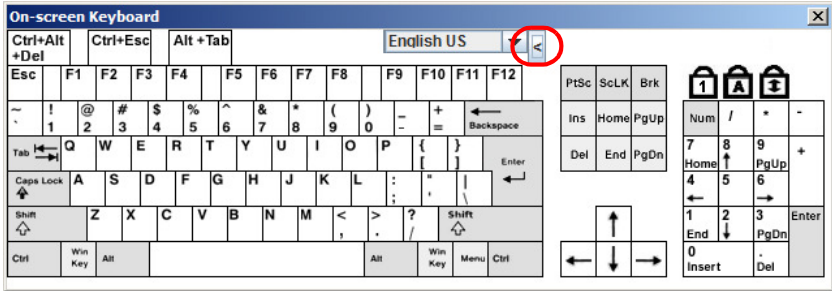 On-screen Keyboard
Ctrl+Alt
+Del
Ctrl+Esc
Alt +Tab
English US
<
Esc F1 F2 F3 F4 F5 F6 F7 F8 F9 F10 F11 F12
PtSc ScLK Brk
1 A
~ ! @ # $ % ^ & * ( ) _ +
` 1 2 3 4 5 6 7 8 9 0 - = Backspace
Ins Home PgUp
Num / * -
Tab Q W E R T Y U I O P { }
[ ] Enter
Del End PgDn
7 8 9 +
Home PgUp
Caps Lock A S D F G H J K L : " |
; ' \
4 5 6
Shift Z X C V B N M < > ? Shift
, . /
1 2 3 Enter
End PgDn
Ctrl Win Key Alt Alt Win Key Menu Ctrl
0 .
Insert Del